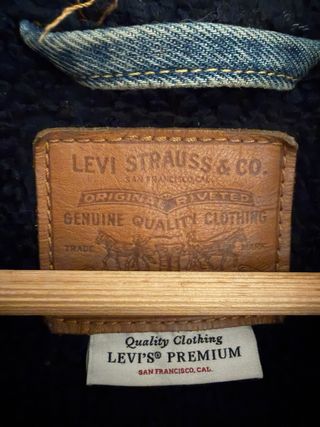 LEVI STRAUSS & CO.
SAN FRANCISCO, CAL.
ORIGINAL RIVETED
GENUINE QUALITY CLOTHING
TRADE MARK
Quality Clothing
LEVI'S® PREMIUM
SAN FRANCISCO, CAL.